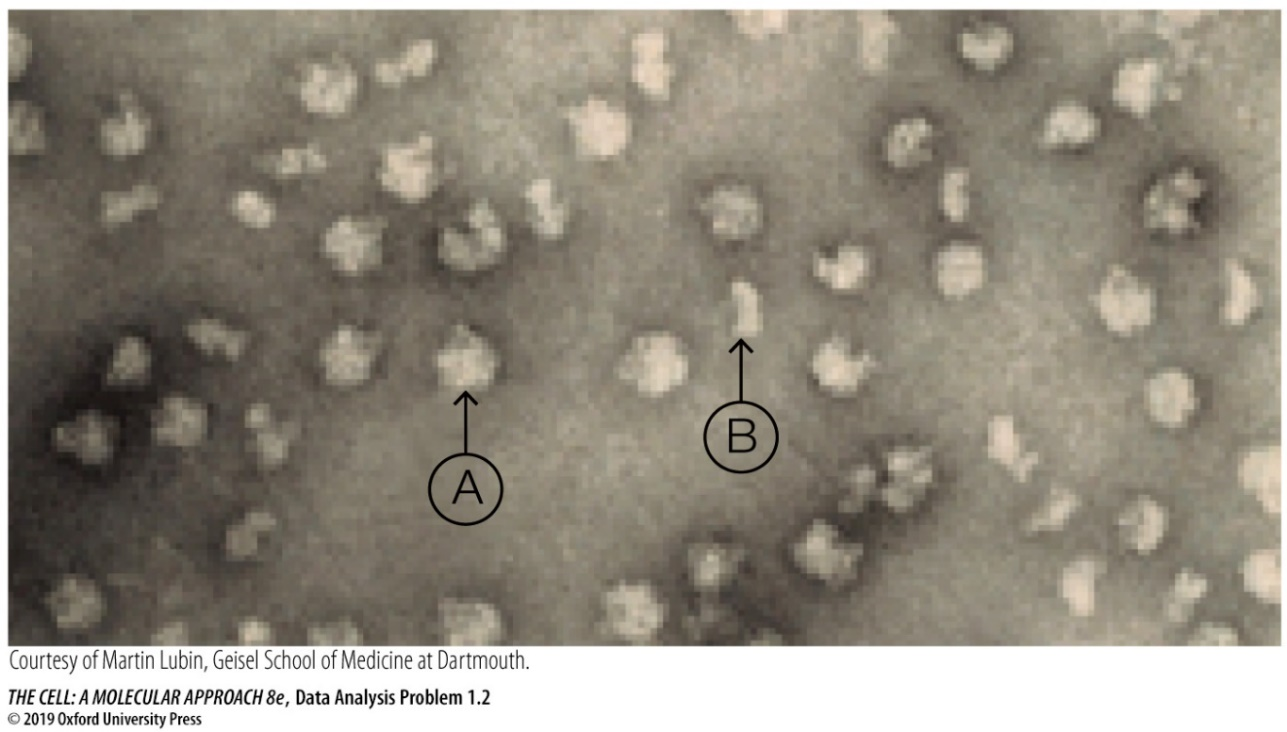 A
B
Courtesy of Martin Lubin, Geisel School of Medicine at Dartmouth.
THE CELL: A MOLECULAR APPROACH 8e, Data Analysis Problem 1.2
© 2019 Oxford University Press